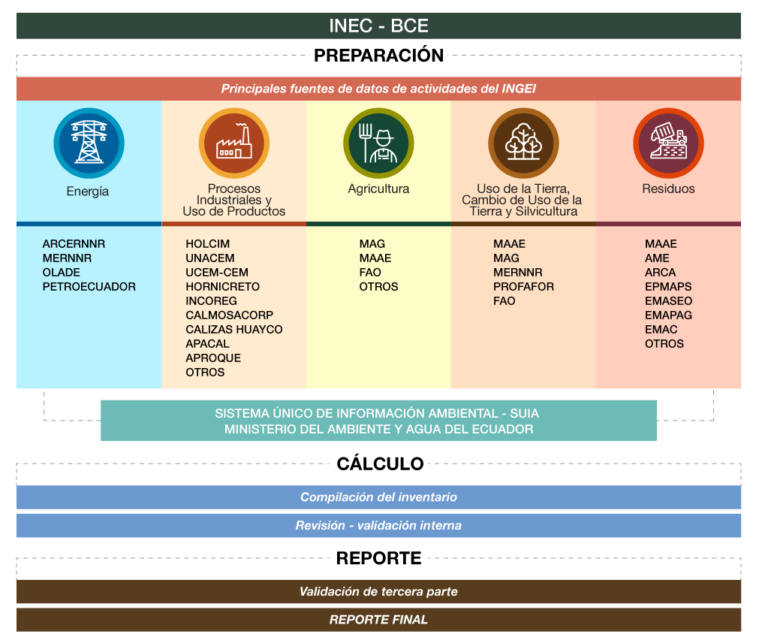 INEC - BCE
PREPARACIÓN
Principales fuentes de datos de actividades del INGEI
Energía
Procesos
Industriales y
Uso de Productos
Agricultura
Uso de la Tierra,
Cambio de Uso de la
Tierra y Silvicultura
Residuos
ARCERNNR
MERNNR
OLADE
PETROECUADOR
HOLCIM
UNACEM
UCEM-CEM
HORNICRETO
INCOREG
CALMOSACORP
CALIZAS HUAYCO
APACAL
APROQUE
OTROS
MAG
MAAE
FAO
OTROS
MAAE
MAG
MERNNR
PROFAFOR
FAO
MAAE
AME
ARCA
EPMAPS
EMASEO
EMAPAG
EMAC
OTROS
SISTEMA ÚNICO DE INFORMACIÓN AMBIENTAL - SUIA
MINISTERIO DEL AMBIENTE Y AGUA DEL ECUADOR
CÁLCULO
Compilación del inventario
Revisión - validación interna
REPORTE
Validación de tercera parte
REPORTE FINAL